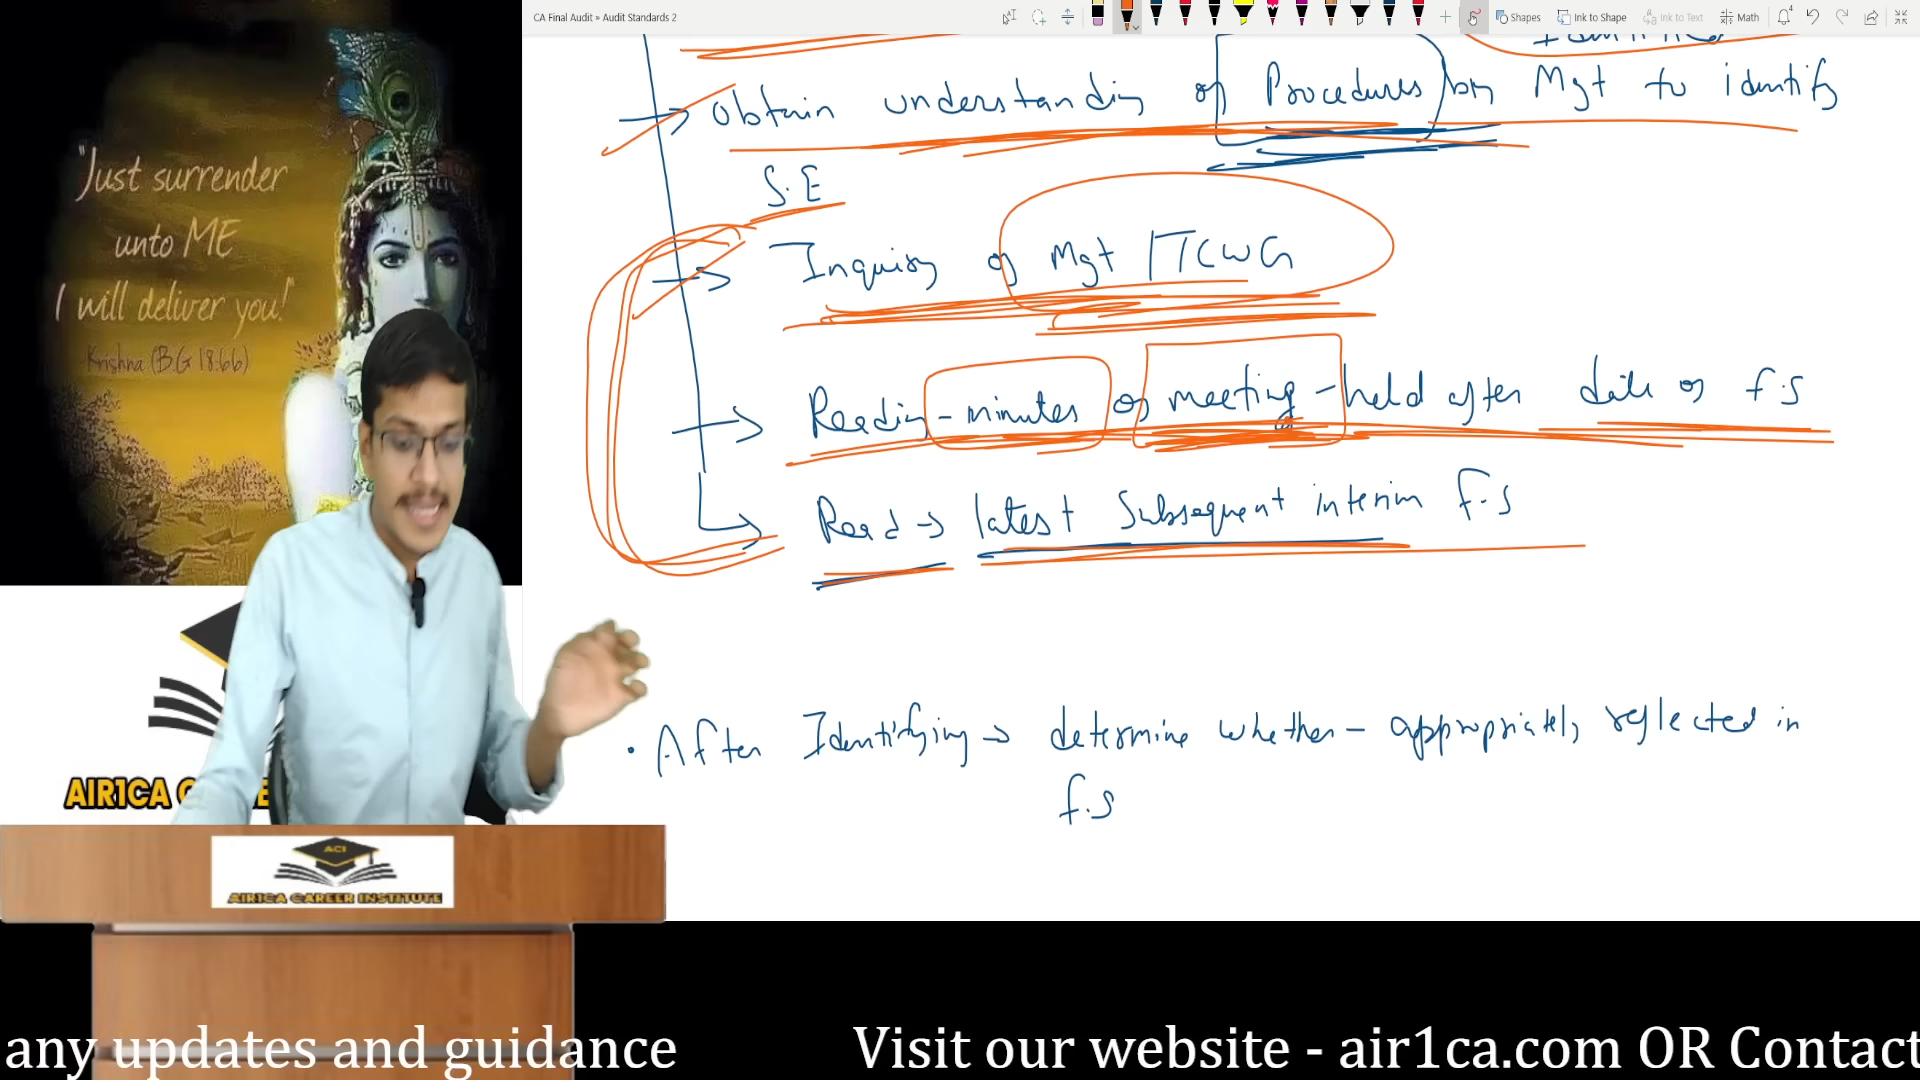 CA Final Audit » Audit Standards 2
Shapes
Ink to Shape
Ink to Text
Math
Obtain understanding of Procedures by Mgt to identify
S.E
Inquiry of Mgt / TCWG
Reading - minutes of meeting - held after date of f.s
Read → latest subsequent interim f.s
• After Identifying → determine whether - appropriately reflected in
f.s
"Just surrender
unto ME
I will deliver you!"
Krishna (B.G 18:66)
AIR1CA
ACI
AIR1CA CAREER INSTITUTE
any updates and guidance Visit our website - air1ca.com OR Contact